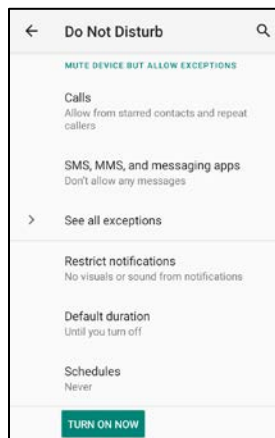 Do Not Disturb
MUTE DEVICE BUT ALLOW EXCEPTIONS
Calls
Allow from starred contacts and repeat
callers
SMS, MMS, and messaging apps
Don't allow any messages
See all exceptions
Restrict notifications
No visuals or sound from notifications
Default duration
Until you turn off
Schedules
Never
TURN ON NOW